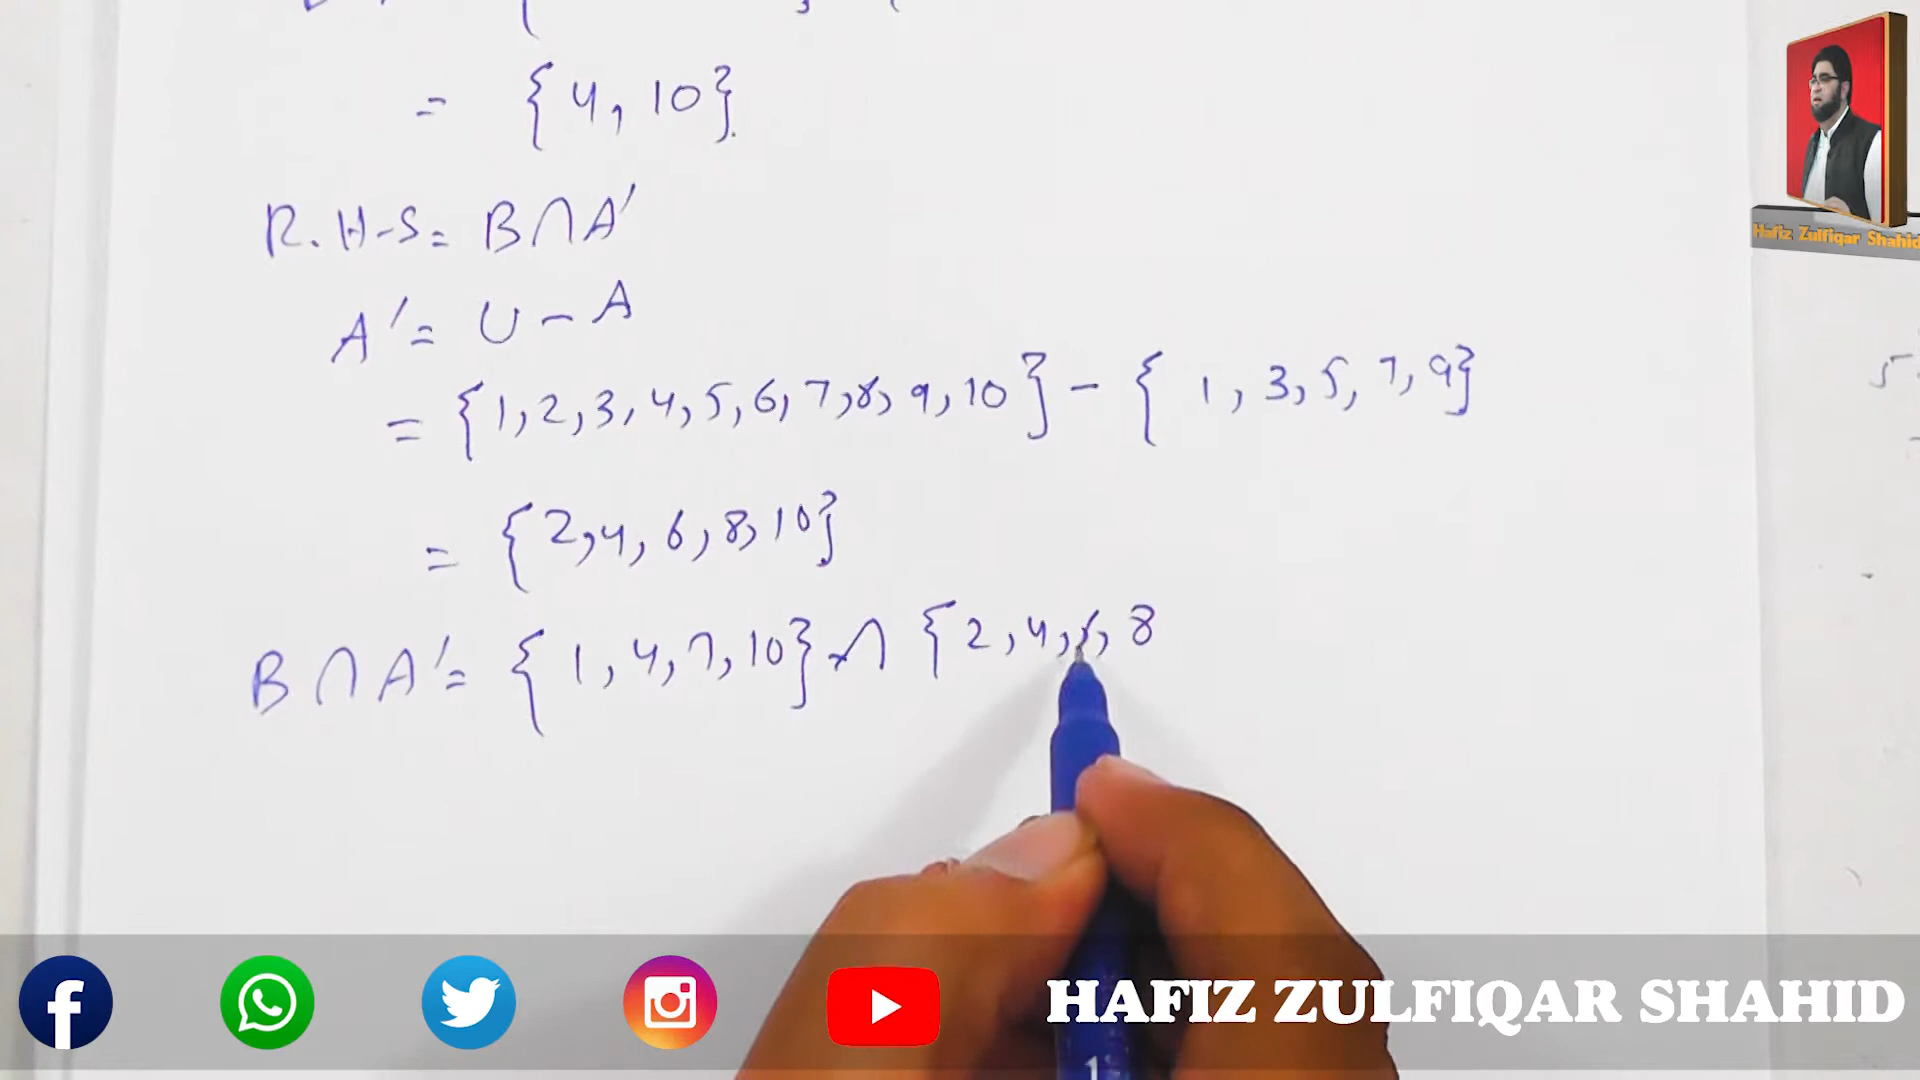 = {4, 10}.
R.H-S = B∩A'
A' = U - A
= {1,2,3,4,5,6,7,8,9,10} - {1,3,5,7,9}
= {2,4,6,8,10}
B∩A' = {1,4,7,10} ∩ {2,4,6,8
Hafiz Zulfiqar Shahid
HAFIZ ZULFIQAR SHAHID